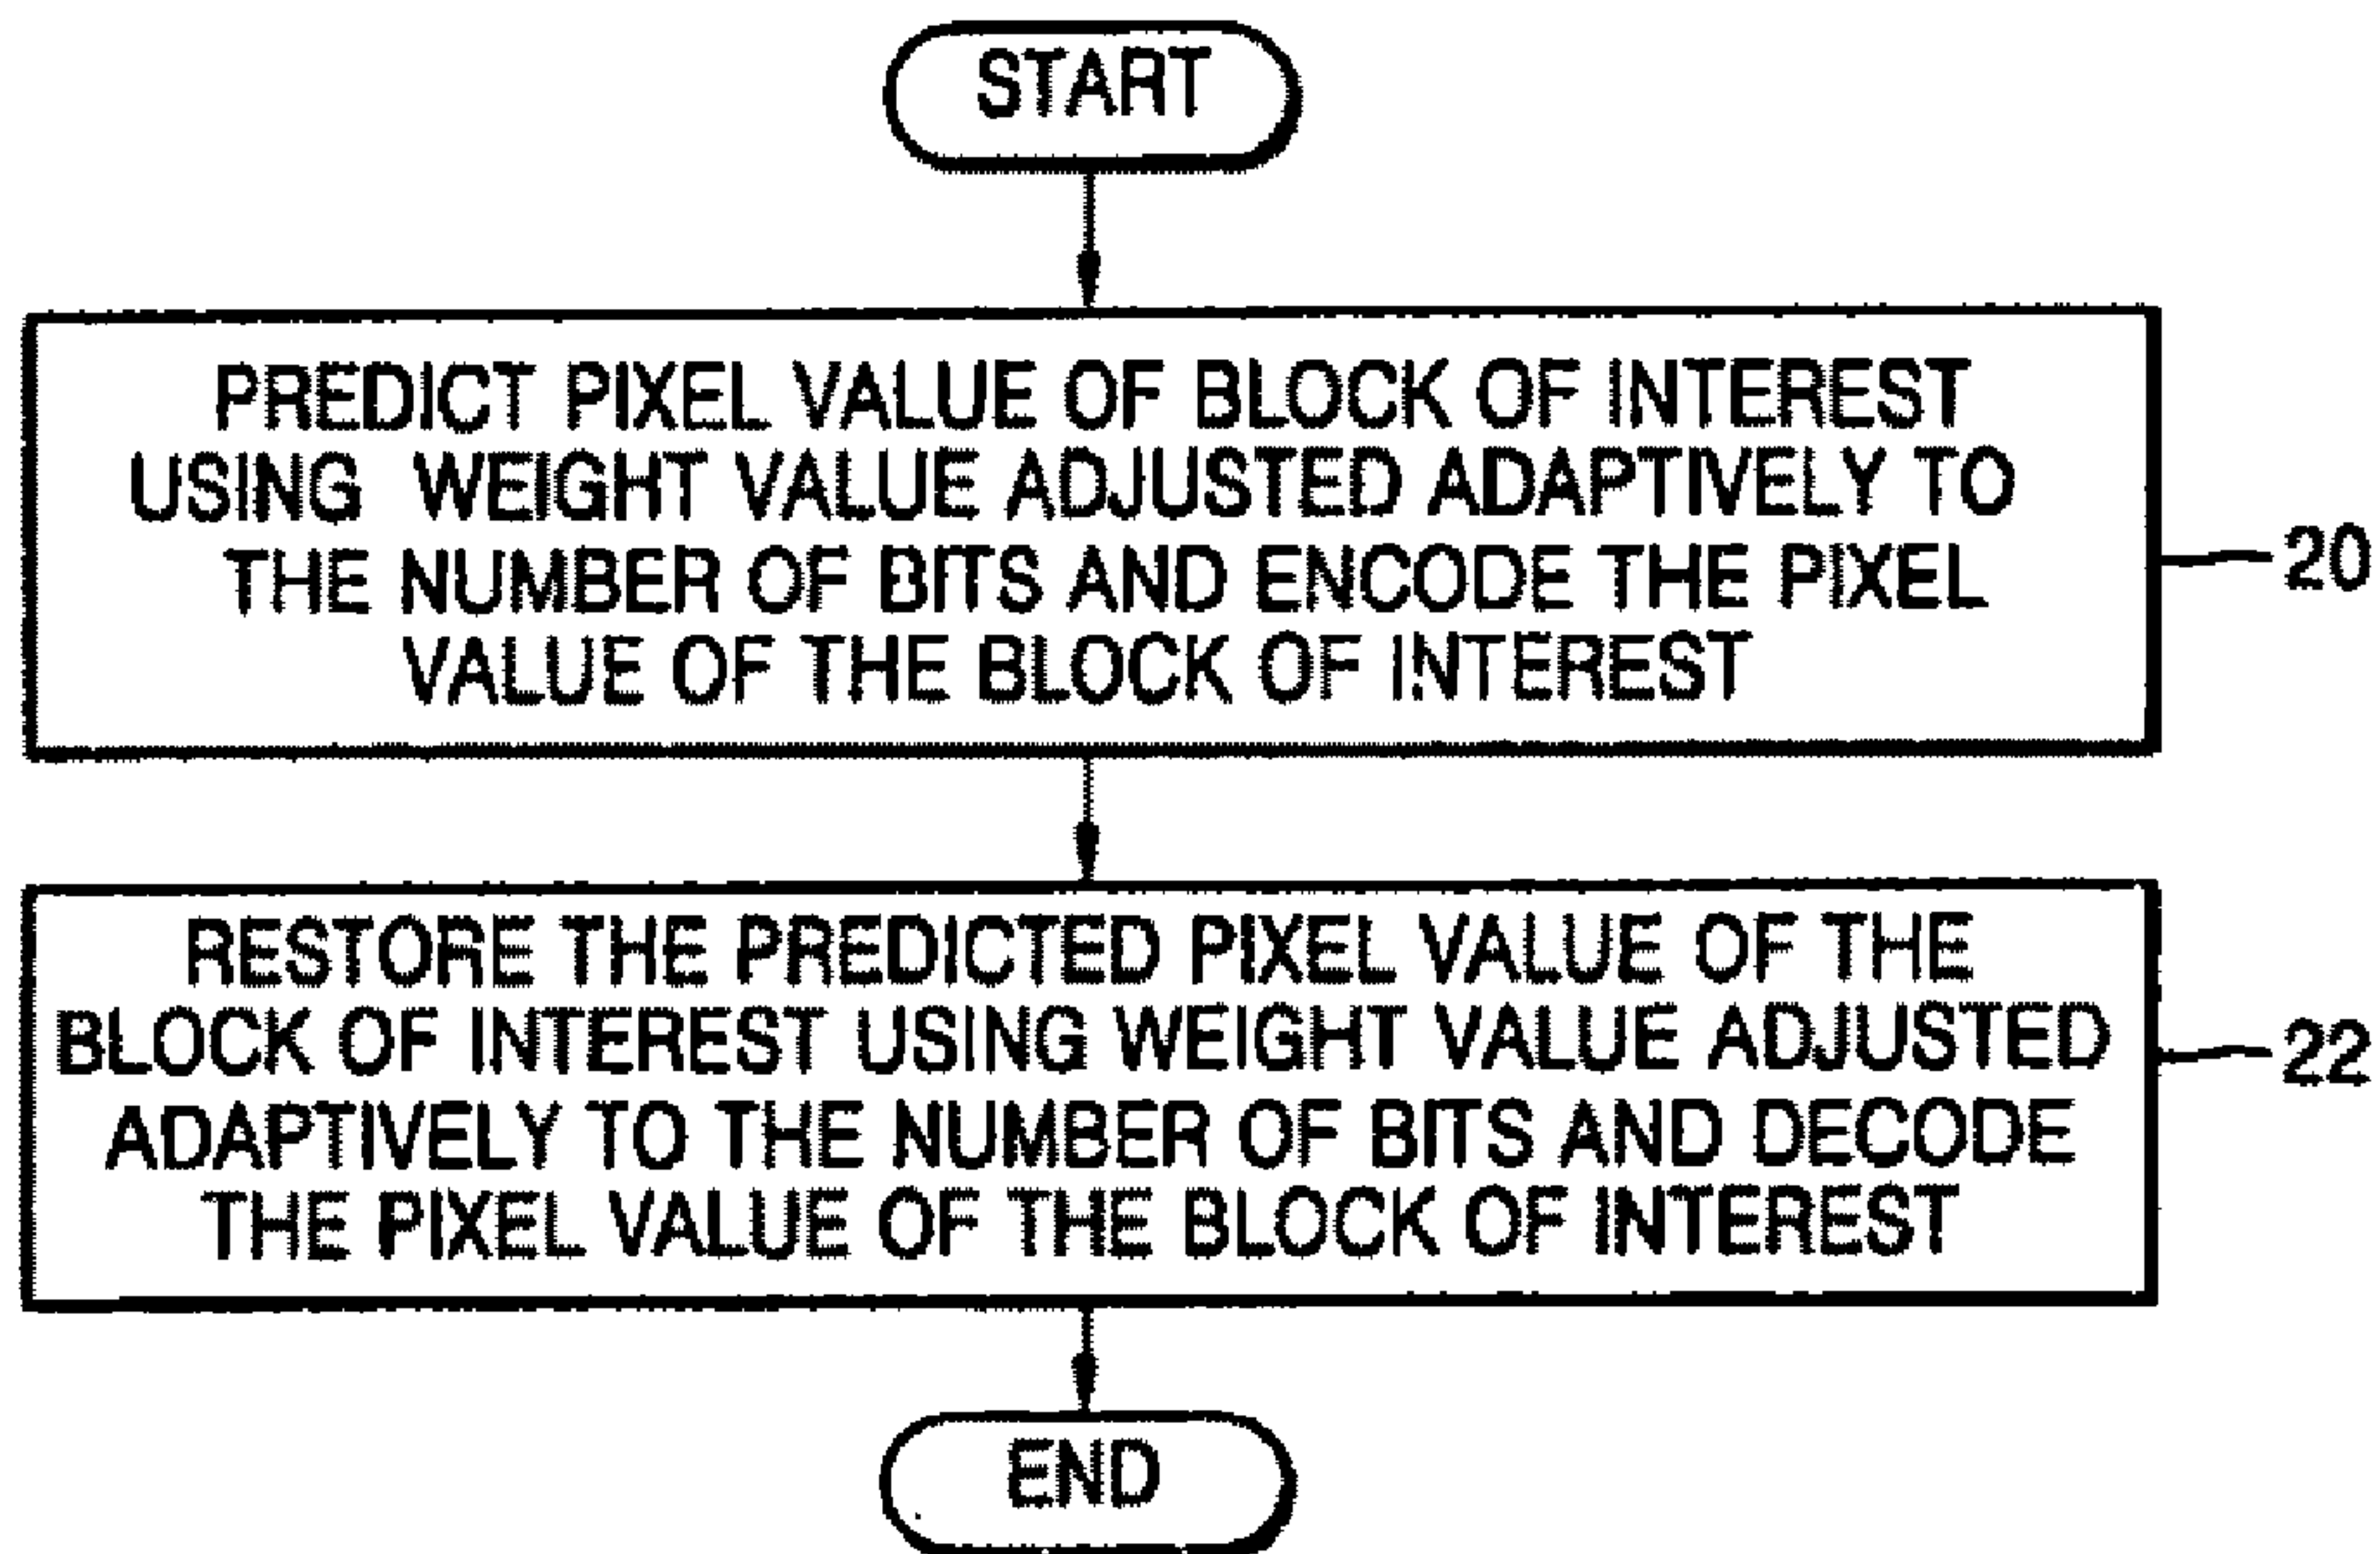 START
PREDICT PIXEL VALUE OF BLOCK OF INTEREST
USING WEIGHT VALUE ADJUSTED ADAPTIVELY TO
THE NUMBER OF BITS AND ENCODE THE PIXEL
VALUE OF THE BLOCK OF INTEREST
20
RESTORE THE PREDICTED PIXEL VALUE OF THE
BLOCK OF INTEREST USING WEIGHT VALUE ADJUSTED
ADAPTIVELY TO THE NUMBER OF BITS AND DECODE
THE PIXEL VALUE OF THE BLOCK OF INTEREST
22
END